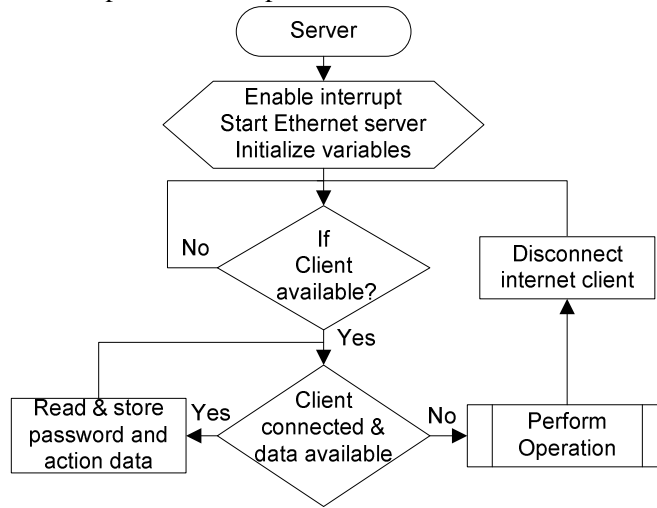 Server
Enable interrupt
Start Ethernet server
Initialize variables
If
Client
available?
No
Disconnect
internet client
Yes
Read & store
password and
action data
Yes
Client
connected &
data available
No
Perform
Operation